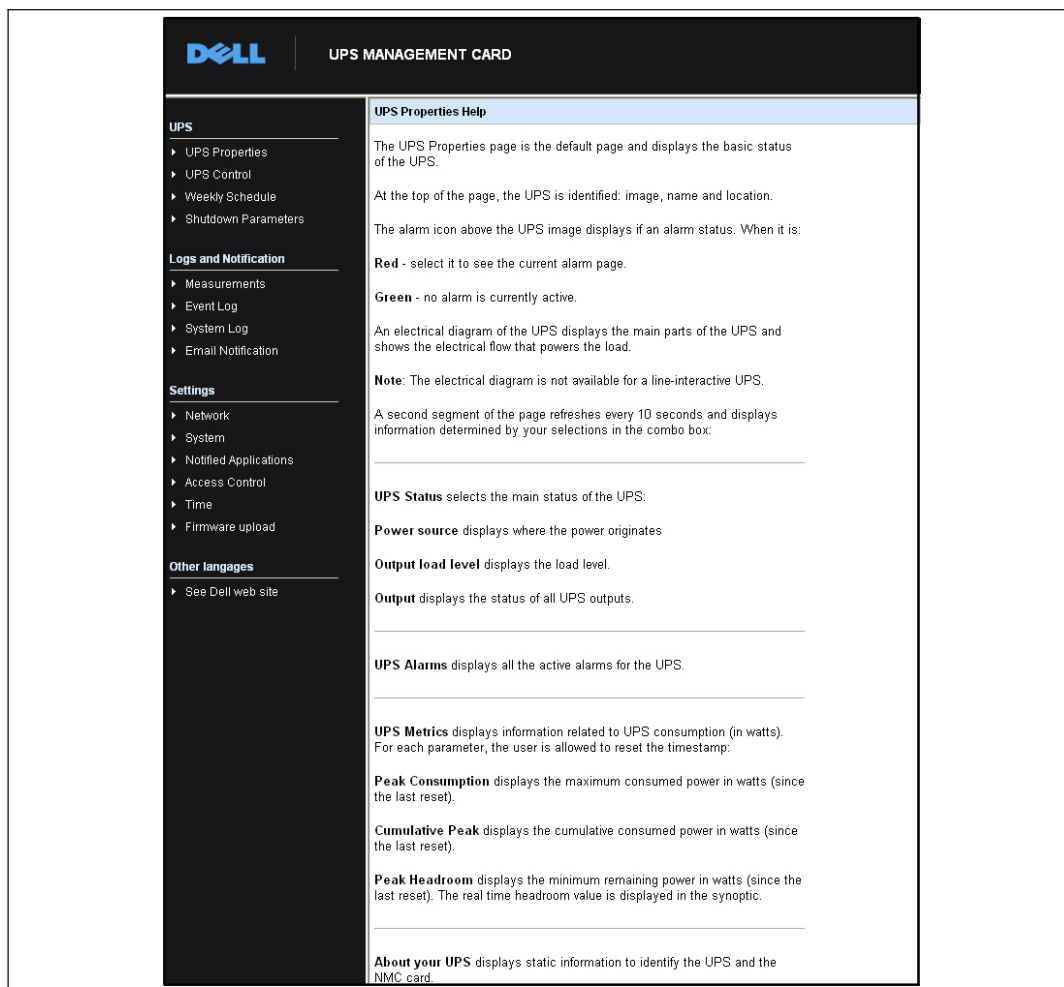 DELL
UPS MANAGEMENT CARD
UPS
UPS Properties
UPS Control
Weekly Schedule
Shutdown Parameters
Logs and Notification
Measurements
Event Log
System Log
Email Notification
Settings
Network
System
Notified Applications
Access Control
Time
Firmware upload
Other langages
See Dell web site
UPS Properties Help
The UPS Properties page is the default page and displays the basic status
of the UPS.
At the top of the page, the UPS is identified: image, name and location.
The alarm icon above the UPS image displays if an alarm status. When it is:
Red - select it to see the current alarm page.
Green - no alarm is currently active.
An electrical diagram of the UPS displays the main parts of the UPS and
shows the electrical flow that powers the load.
Note: The electrical diagram is not available for a line-interactive UPS.
A second segment of the page refreshes every 10 seconds and displays
information determined by your selections in the combo box:
UPS Status selects the main status of the UPS:
Power source displays where the power originates
Output load level displays the load level.
Output displays the status of all UPS outputs.
UPS Alarms displays all the active alarms for the UPS.
UPS Metrics displays information related to UPS consumption (in watts).
For each parameter, the user is allowed to reset the timestamp:
Peak Consumption displays the maximum consumed power in watts (since
the last reset).
Cumulative Peak displays the cumulative consumed power in watts (since
the last reset).
Peak Headroom displays the minimum remaining power in watts (since the
last reset). The real time headroom value is displayed in the synoptic.
About your UPS displays static information to identify the UPS and the
NMC card.